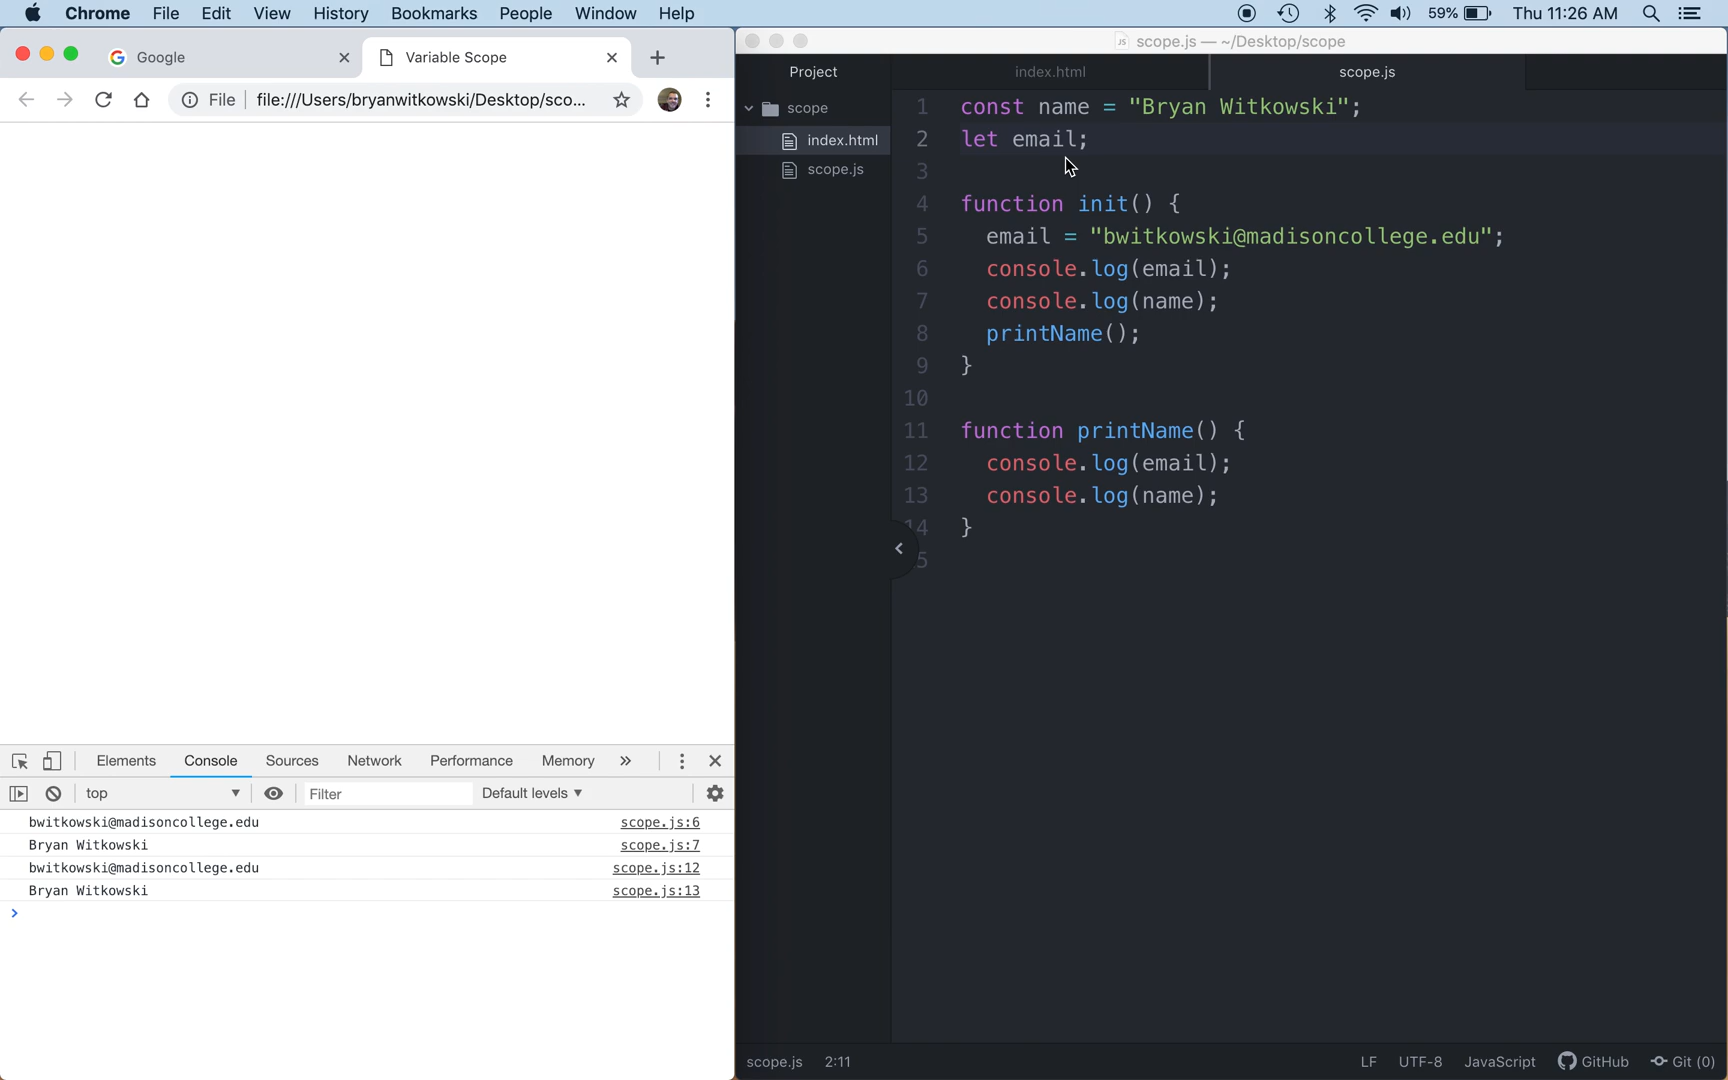 Chrome File Edit View History Bookmarks People Window Help 59% Thu 11:26 AM
Google Variable Scope
File file:///Users/bryanwitkowski/Desktop/sco...
scope.js — ~/Desktop/scope
Project index.html scope.js
scope
index.html
scope.js
1 const name = "Bryan Witkowski";
2 let email;
3
4 function init() {
5 email = "bwitkowski@madisoncollege.edu";
6 console.log(email);
7 console.log(name);
8 printName();
9 }
10
11 function printName() {
12 console.log(email);
13 console.log(name);
14 }
5
Elements Console Sources Network Performance Memory »
top Filter Default levels
bwitkowski@madisoncollege.edu scope.js:6
Bryan Witkowski scope.js:7
bwitkowski@madisoncollege.edu scope.js:12
Bryan Witkowski scope.js:13
scope.js 2:11 LF UTF-8 JavaScript GitHub Git (0)